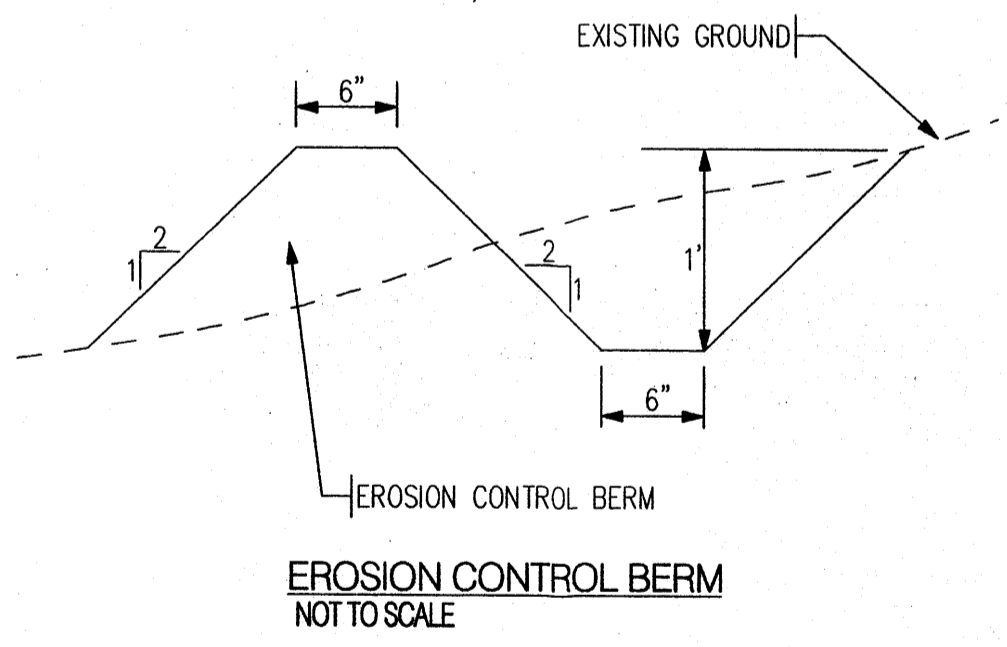 EXISTING GROUND
6”
2
1
2
1
1'
6”
EROSION CONTROL BERM
EROSION CONTROL BERM
NOT TO SCALE